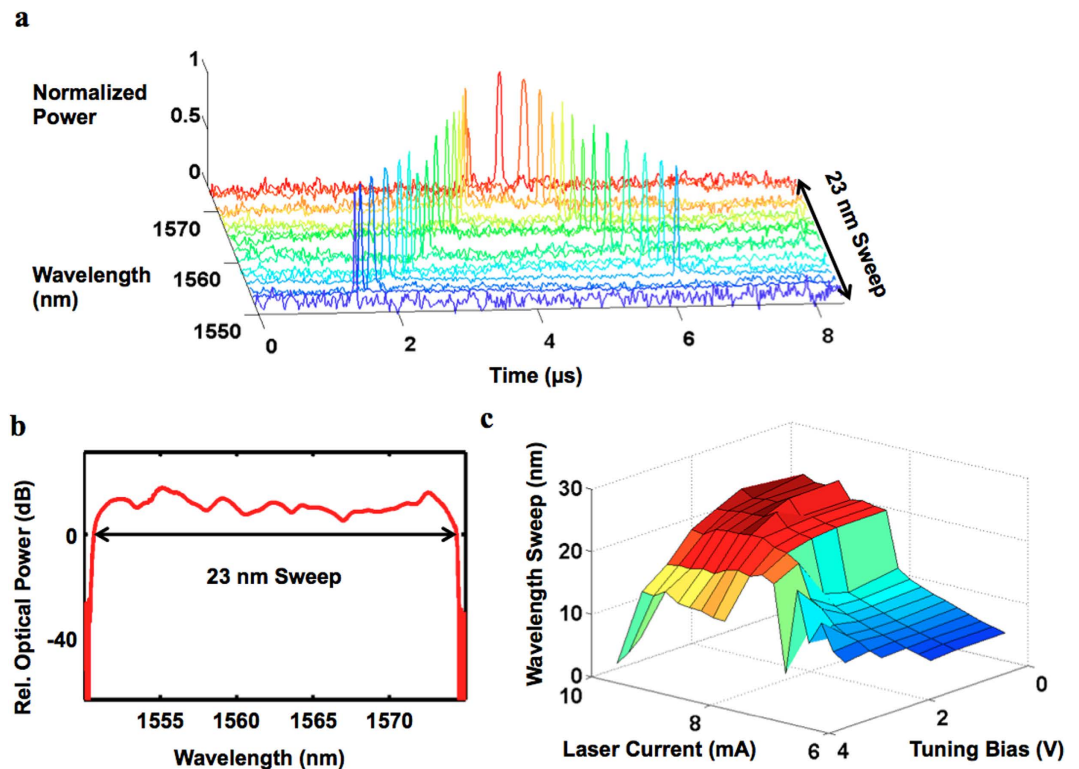 a
1
Normalized
Power
0.5
0
1570
23 nm Sweep
1560
Wavelength
(nm)
1550
0
2
4
6
8
Time (µs)
b
Rel. Optical Power (dB)
0
23 nm Sweep
-40
1555
1560
1565
1570
Wavelength (nm)
c
Wavelength Sweep (nm)
30
20
10
0
10
8
6
4
2
0
Laser Current (mA)
Tuning Bias (V)